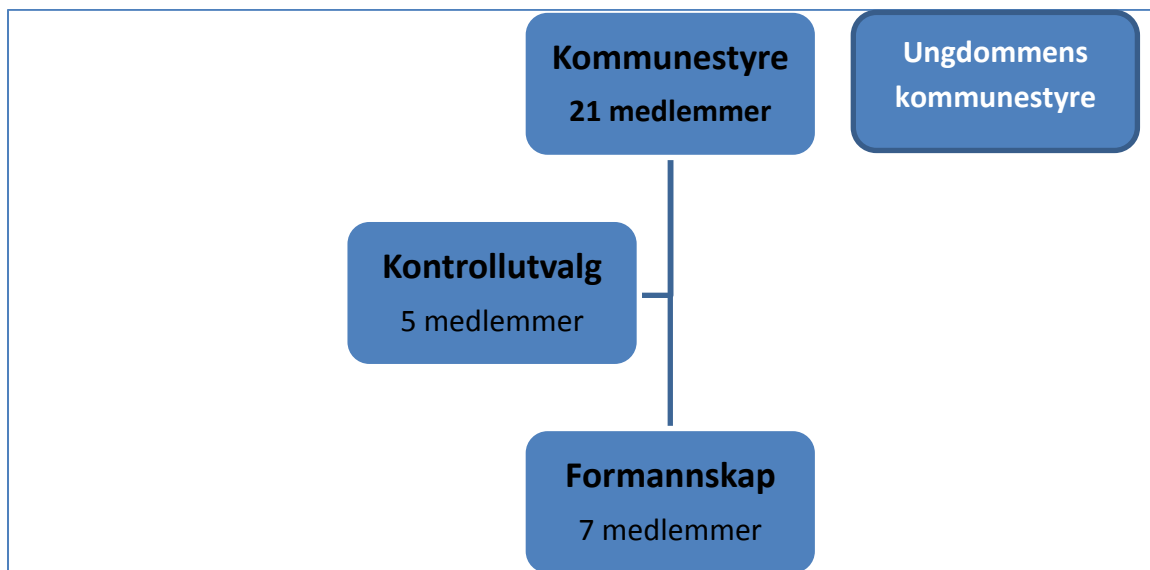 Kommunestyre
21 medlemmer
Ungdommens
kommunestyre
Kontrollutvalg
5 medlemmer
Formannskap
7 medlemmer